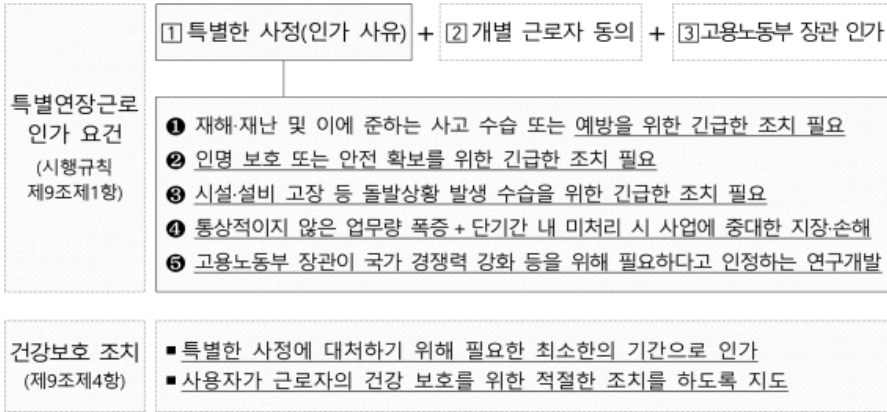 1 특별한 사정(인가 사유) + 2 개별 근로자 동의 + 3 고용노동부 장관 인가
특별연장근로
인가 요건
(시행규칙
제9조제1항)
❶ 재해·재난 및 이에 준하는 사고 수습 또는 예방을 위한 긴급한 조치 필요
❷ 인명 보호 또는 안전 확보를 위한 긴급한 조치 필요
❸ 시설·설비 고장 등 돌발상황 발생 수습을 위한 긴급한 조치 필요
❹ 통상적이지 않은 업무량 폭증 + 단기간 내 미처리 시 사업에 중대한 지장·손해
❺ 고용노동부 장관이 국가 경쟁력 강화 등을 위해 필요하다고 인정하는 연구개발
건강보호 조치
(제9조제4항)
▪ 특별한 사정에 대처하기 위해 필요한 최소한의 기간으로 인가
▪ 사용자가 근로자의 건강 보호를 위한 적절한 조치를 하도록 지도